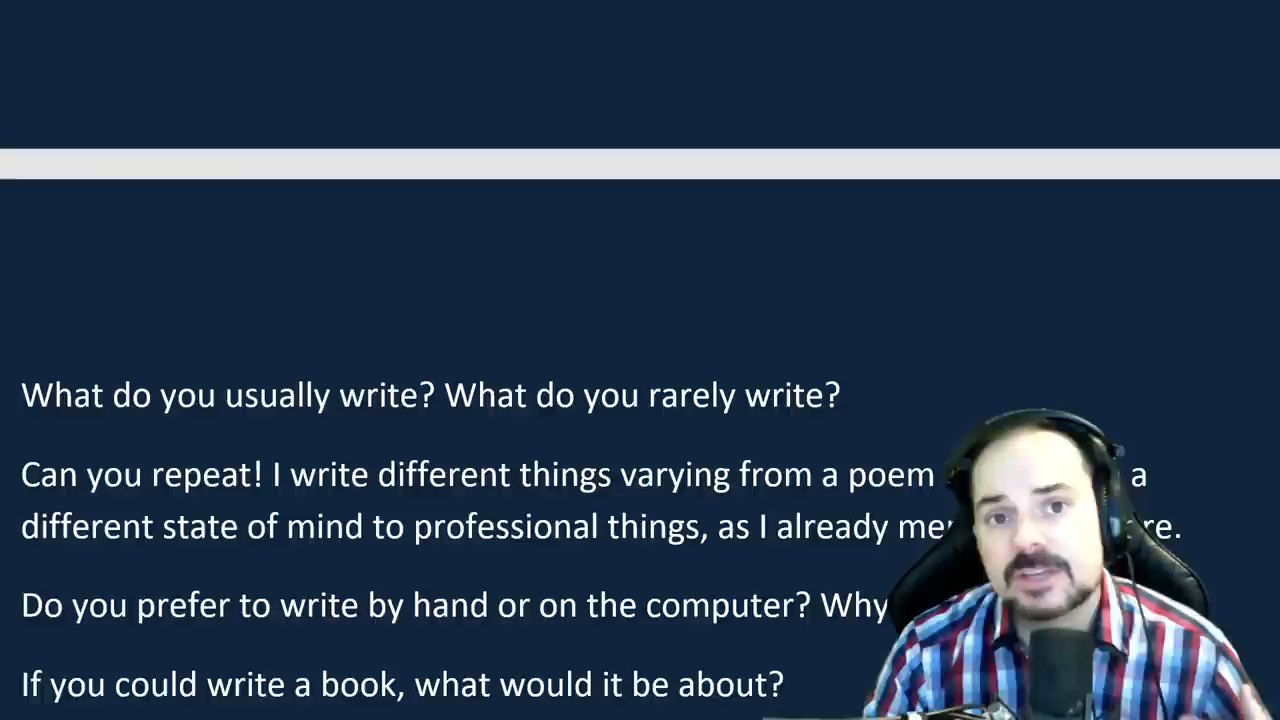 What do you usually write? What do you rarely write?
Can you repeat! I write different things varying from a poem a
different state of mind to professional things, as I already
Do you prefer to write by hand or on the computer? Why
If you could write a book, what would it be about?